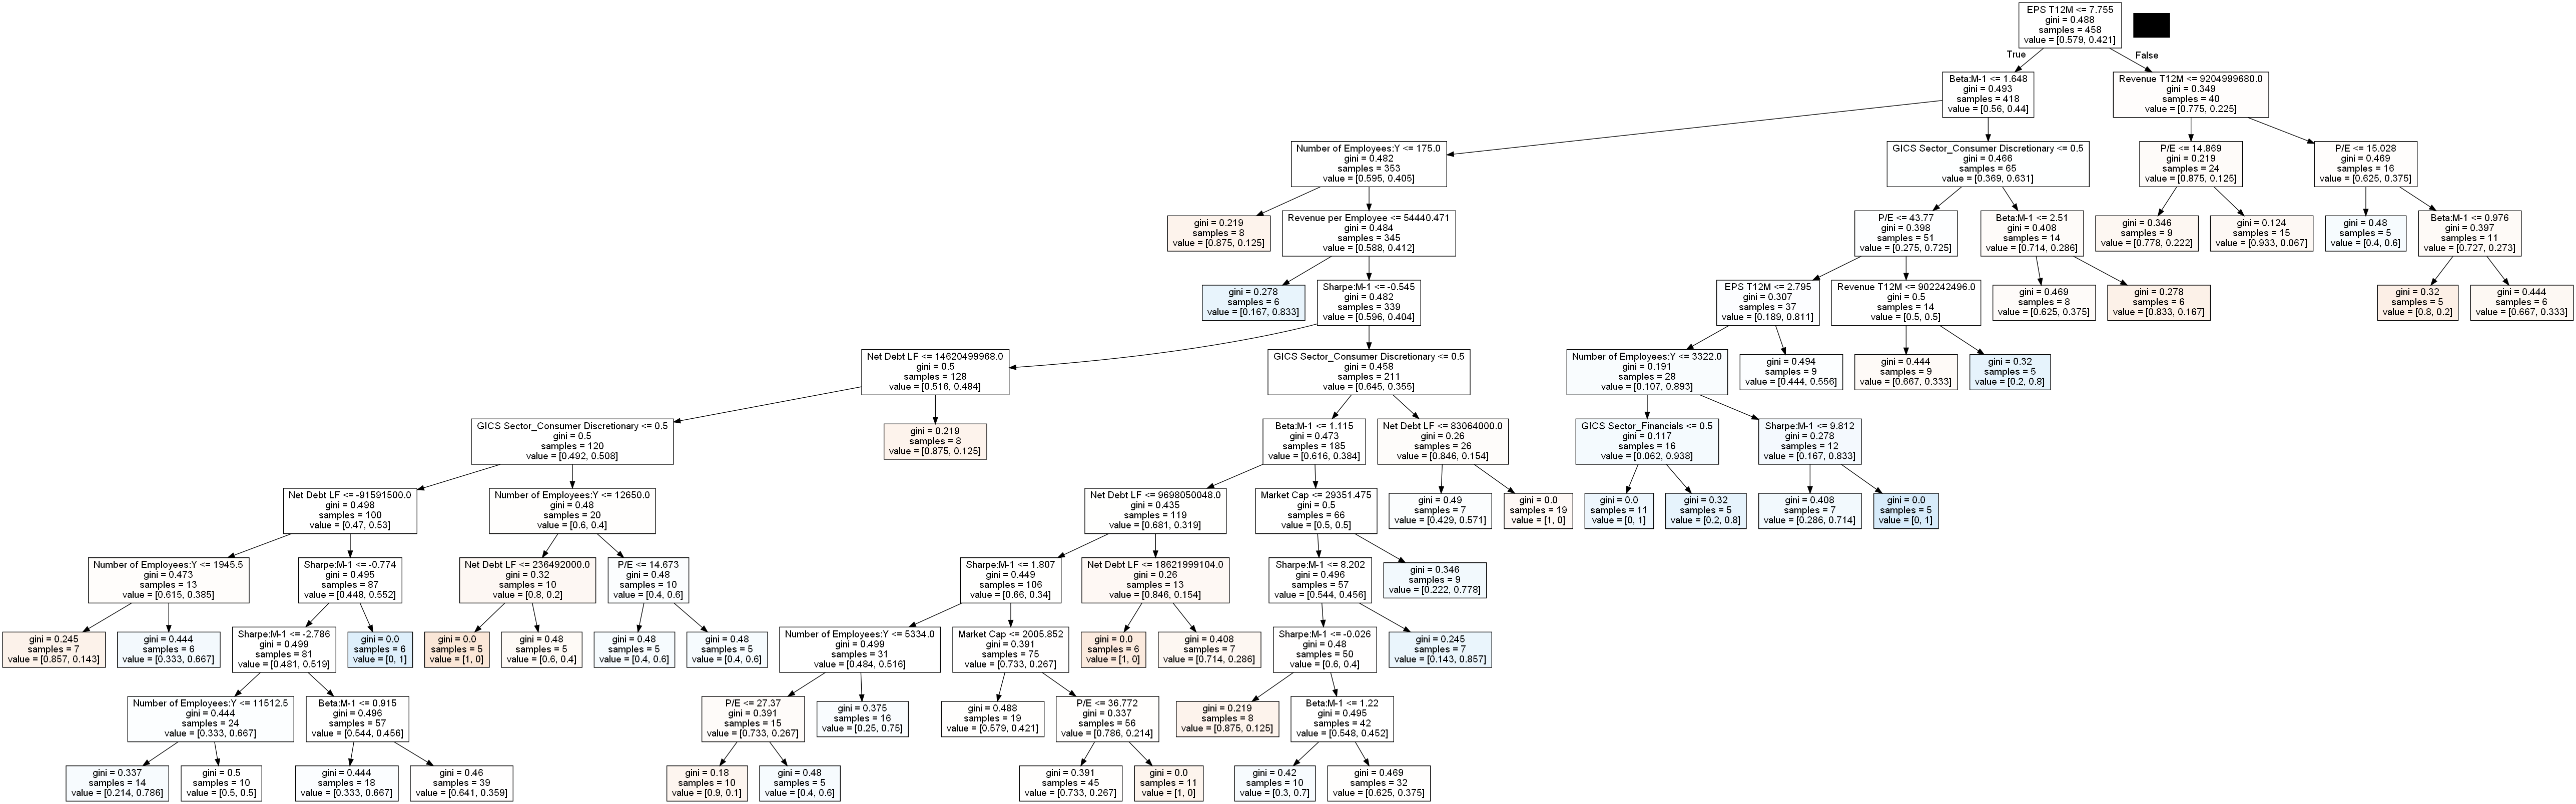 EPS T12M <= 7.755
gini = 0.488
samples = 458
value = [0.579, 0.421]
True
False
Beta:M-1 <= 1.648
gini = 0.493
samples = 418
value = [0.56, 0.44]
Revenue T12M <= 9204999680.0
gini = 0.349
samples = 40
value = [0.775, 0.225]
Number of Employees:Y <= 175.0
gini = 0.482
samples = 353
value = [0.595, 0.405]
GICS Sector_Consumer Discretionary <= 0.5
gini = 0.466
samples = 65
value = [0.369, 0.631]
P/E <= 14.869
gini = 0.219
samples = 24
value = [0.875, 0.125]
P/E <= 15.028
gini = 0.469
samples = 16
value = [0.625, 0.375]
gini = 0.219
samples = 8
value = [0.875, 0.125]
Revenue per Employee <= 54440.471
gini = 0.484
samples = 345
value = [0.588, 0.412]
P/E <= 43.77
gini = 0.398
samples = 51
value = [0.275, 0.725]
Beta:M-1 <= 2.51
gini = 0.408
samples = 14
value = [0.714, 0.286]
gini = 0.346
samples = 9
value = [0.778, 0.222]
gini = 0.124
samples = 15
value = [0.933, 0.067]
gini = 0.48
samples = 5
value = [0.4, 0.6]
Beta:M-1 <= 0.976
gini = 0.397
samples = 11
value = [0.727, 0.273]
gini = 0.278
samples = 6
value = [0.167, 0.833]
Sharpe:M-1 <= -0.545
gini = 0.482
samples = 339
value = [0.596, 0.404]
EPS T12M <= 2.795
gini = 0.307
samples = 37
value = [0.189, 0.811]
Revenue T12M <= 902242496.0
gini = 0.5
samples = 14
value = [0.5, 0.5]
gini = 0.469
samples = 8
value = [0.625, 0.375]
gini = 0.278
samples = 6
value = [0.833, 0.167]
gini = 0.32
samples = 5
value = [0.8, 0.2]
gini = 0.444
samples = 6
value = [0.667, 0.333]
Net Debt LF <= 14620499968.0
gini = 0.5
samples = 128
value = [0.516, 0.484]
GICS Sector_Consumer Discretionary <= 0.5
gini = 0.458
samples = 211
value = [0.645, 0.355]
Number of Employees:Y <= 3322.0
gini = 0.191
samples = 28
value = [0.107, 0.893]
gini = 0.494
samples = 9
value = [0.444, 0.556]
gini = 0.444
samples = 9
value = [0.667, 0.333]
gini = 0.32
samples = 5
value = [0.2, 0.8]
GICS Sector_Consumer Discretionary <= 0.5
gini = 0.5
samples = 120
value = [0.492, 0.508]
gini = 0.219
samples = 8
value = [0.875, 0.125]
Beta:M-1 <= 1.115
gini = 0.473
samples = 185
value = [0.616, 0.384]
Net Debt LF <= 83064000.0
gini = 0.26
samples = 26
value = [0.846, 0.154]
GICS Sector_Financials <= 0.5
gini = 0.117
samples = 16
value = [0.062, 0.938]
Sharpe:M-1 <= 9.812
gini = 0.278
samples = 12
value = [0.167, 0.833]
Net Debt LF <= -91591500.0
gini = 0.498
samples = 100
value = [0.47, 0.53]
Number of Employees:Y <= 12650.0
gini = 0.48
samples = 20
value = [0.6, 0.4]
Net Debt LF <= 9698050048.0
gini = 0.435
samples = 119
value = [0.681, 0.319]
Market Cap <= 29351.475
gini = 0.5
samples = 66
value = [0.5, 0.5]
gini = 0.49
samples = 7
value = [0.429, 0.571]
gini = 0.0
samples = 19
value = [1, 0]
gini = 0.0
samples = 11
value = [0, 1]
gini = 0.32
samples = 5
value = [0.2, 0.8]
gini = 0.408
samples = 7
value = [0.286, 0.714]
gini = 0.0
samples = 5
value = [0, 1]
Number of Employees:Y <= 1945.5
gini = 0.473
samples = 13
value = [0.615, 0.385]
Sharpe:M-1 <= -0.774
gini = 0.495
samples = 87
value = [0.448, 0.552]
Net Debt LF <= 236492000.0
gini = 0.32
samples = 10
value = [0.8, 0.2]
P/E <= 14.673
gini = 0.48
samples = 10
value = [0.4, 0.6]
Sharpe:M-1 <= 1.807
gini = 0.449
samples = 106
value = [0.66, 0.34]
Net Debt LF <= 18621999104.0
gini = 0.26
samples = 13
value = [0.846, 0.154]
Sharpe:M-1 <= 8.202
gini = 0.496
samples = 57
value = [0.544, 0.456]
gini = 0.346
samples = 9
value = [0.222, 0.778]
gini = 0.245
samples = 7
value = [0.857, 0.143]
gini = 0.444
samples = 6
value = [0.333, 0.667]
Sharpe:M-1 <= -2.786
gini = 0.499
samples = 81
value = [0.481, 0.519]
gini = 0.0
samples = 6
value = [0, 1]
gini = 0.0
samples = 5
value = [1, 0]
gini = 0.48
samples = 5
value = [0.6, 0.4]
gini = 0.48
samples = 5
value = [0.4, 0.6]
gini = 0.48
samples = 5
value = [0.4, 0.6]
Number of Employees:Y <= 5334.0
gini = 0.499
samples = 31
value = [0.484, 0.516]
Market Cap <= 2005.852
gini = 0.391
samples = 75
value = [0.733, 0.267]
gini = 0.0
samples = 6
value = [1, 0]
gini = 0.408
samples = 7
value = [0.714, 0.286]
Sharpe:M-1 <= -0.026
gini = 0.48
samples = 50
value = [0.6, 0.4]
gini = 0.245
samples = 7
value = [0.143, 0.857]
Number of Employees:Y <= 11512.5
gini = 0.444
samples = 24
value = [0.333, 0.667]
Beta:M-1 <= 0.915
gini = 0.496
samples = 57
value = [0.544, 0.456]
P/E <= 27.37
gini = 0.391
samples = 15
value = [0.733, 0.267]
gini = 0.375
samples = 16
value = [0.25, 0.75]
gini = 0.488
samples = 19
value = [0.579, 0.421]
P/E <= 36.772
gini = 0.337
samples = 56
value = [0.786, 0.214]
gini = 0.219
samples = 8
value = [0.875, 0.125]
Beta:M-1 <= 1.22
gini = 0.495
samples = 42
value = [0.548, 0.452]
gini = 0.337
samples = 14
value = [0.214, 0.786]
gini = 0.5
samples = 10
value = [0.5, 0.5]
gini = 0.444
samples = 18
value = [0.333, 0.667]
gini = 0.46
samples = 39
value = [0.641, 0.359]
gini = 0.18
samples = 10
value = [0.9, 0.1]
gini = 0.48
samples = 5
value = [0.4, 0.6]
gini = 0.391
samples = 45
value = [0.733, 0.267]
gini = 0.0
samples = 11
value = [1, 0]
gini = 0.42
samples = 10
value = [0.3, 0.7]
gini = 0.469
samples = 32
value = [0.625, 0.375]